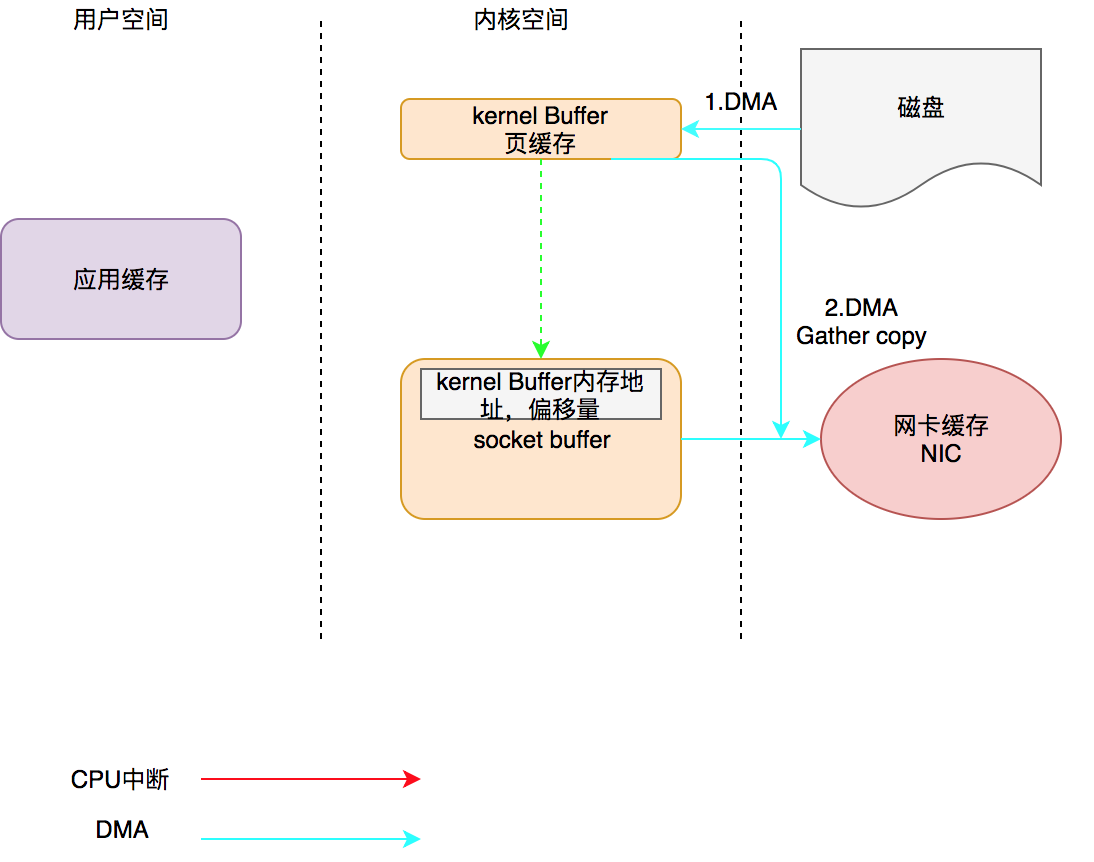 用户空间
内核空间
kernel Buffer
页缓存
1.DMA
磁盘
应用缓存
2.DMA
Gather copy
kernel Buffer内存地
址，偏移量
socket buffer
网卡缓存
NIC
CPU中断
DMA